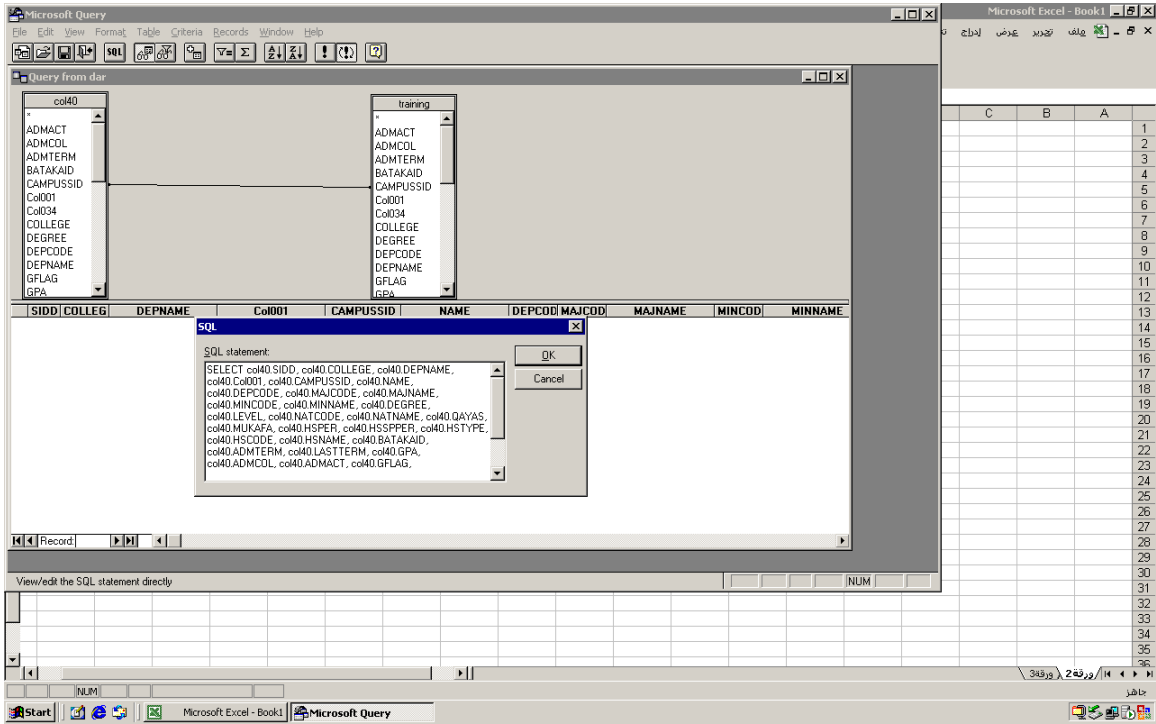 Microsoft Query
Microsoft Excel - Book1
File Edit View Format Table Criteria Records Window Help
ملف تحرير عرض إدراج
SQL
Query from dar
col40
*
ADMACT
ADMCOL
ADMTERM
BATAKAID
CAMPUSSID
Col001
Col034
COLLEGE
DEGREE
DEPCODE
DEPNAME
GFLAG
GPA
training
*
ADMACT
ADMCOL
ADMTERM
BATAKAID
CAMPUSSID
Col001
Col034
COLLEGE
DEGREE
DEPCODE
DEPNAME
GFLAG
GPA
SIDD COLLEG DEPNAME Col001 CAMPUSSID NAME DEPCOD MAJCOD MAJNAME MINCOD MINNAME
SQL
SQL statement:
SELECT col40.SIDD, col40.COLLEGE, col40.DEPNAME,
col40.Col001, col40.CAMPUSSID, col40.NAME,
col40.DEPCODE, col40.MAJCODE, col40.MAJNAME,
col40.MINCODE, col40.MINNAME, col40.DEGREE,
col40.LEVEL, col40.NATCODE, col40.NATNAME, col40.QAYAS,
col40.MUKAFA, col40.HSPER, col40.HSSPPER, col40.HSTYPE,
col40.HSCODE, col40.HSNAME, col40.BATAKAID,
col40.ADMTERM, col40.LASTTERM, col40.GPA,
col40.ADMCOL, col40.ADMACT, col40.GFLAG,
OK
Cancel
Record:
View/edit the SQL statement directly
NUM
C B A
1
2
3
4
5
6
7
8
9
10
11
12
13
14
15
16
17
18
19
20
21
22
23
24
25
26
27
28
29
30
31
32
33
34
35
36
ورقة2 ورقة3
NUM
جاهز
Start
Microsoft Excel - Book1
Microsoft Query